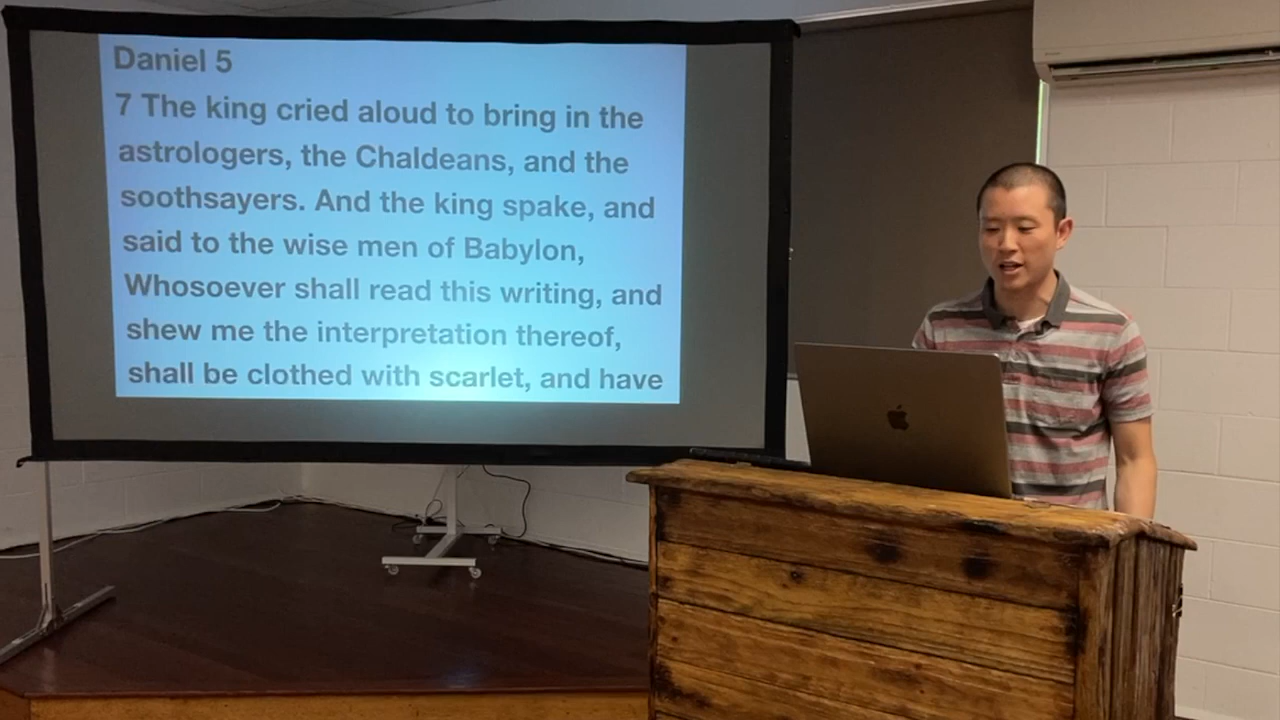 Daniel 5
7 The king cried aloud to bring in the
astrologers, the Chaldeans, and the
soothsayers. And the king spake, and
said to the wise men of Babylon,
Whosoever shall read this writing, and
shew me the interpretation thereof,
shall be clothed with scarlet, and have